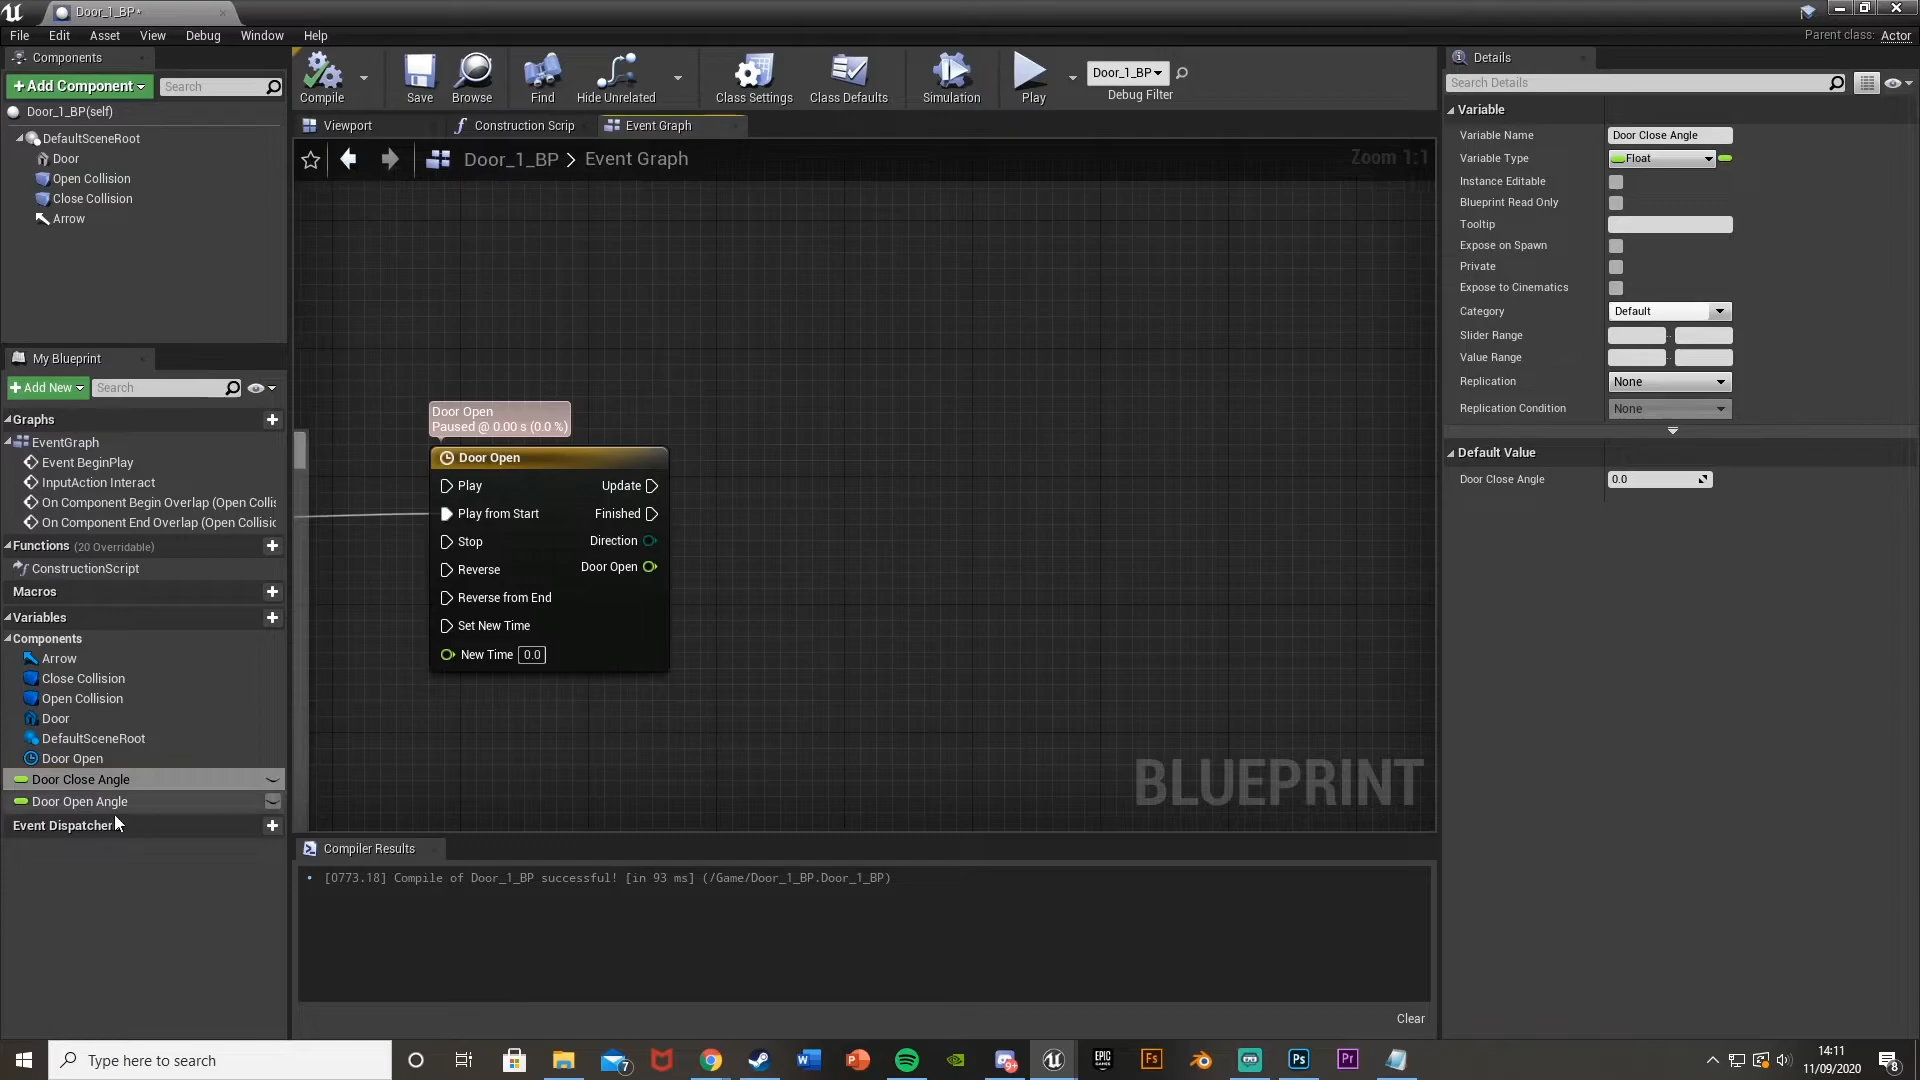 Door_1_BP*
File Edit Asset View Debug Window Help
Parent class: Actor
Components
+Add Component
Search
Door_1_BP(self)
DefaultSceneRoot
Door
Open Collision
Close Collision
Arrow
Compile
Save
Browse
Find
Hide Unrelated
Class Settings
Class Defaults
Simulation
Play
Door_1_BP
Debug Filter
Viewport
Construction Scrip
Event Graph
Door_1_BP > Event Graph
Zoom 1:1
My Blueprint
+Add New
Search
Graphs
EventGraph
Event BeginPlay
InputAction Interact
On Component Begin Overlap (Open Collis
On Component End Overlap (Open Collisio
Functions (20 Overridable)
ConstructionScript
Macros
Variables
Components
Arrow
Close Collision
Open Collision
Door
DefaultSceneRoot
Door Open
Door Close Angle
Door Open Angle
Event Dispatcher
Door Open
Paused @ 0.00 s (0.0 %)
Door Open
Play Update
Play from Start Finished
Stop Direction
Reverse Door Open
Reverse from End
Set New Time
New Time 0.0
BLUEPRINT
Compiler Results
[0773.18] Compile of Door_1_BP successful! [in 93 ms] (/Game/Door_1_BP.Door_1_BP)
Clear
Details
Search Details
Variable
Variable Name Door Close Angle
Variable Type Float
Instance Editable
Blueprint Read Only
Tooltip
Expose on Spawn
Private
Expose to Cinematics
Category Default
Slider Range
Value Range
Replication None
Replication Condition None
Default Value
Door Close Angle 0.0
Type here to search
7
9+
EPIC GAMES
Fs
Ps
Pr
14:11
11/09/2020
8